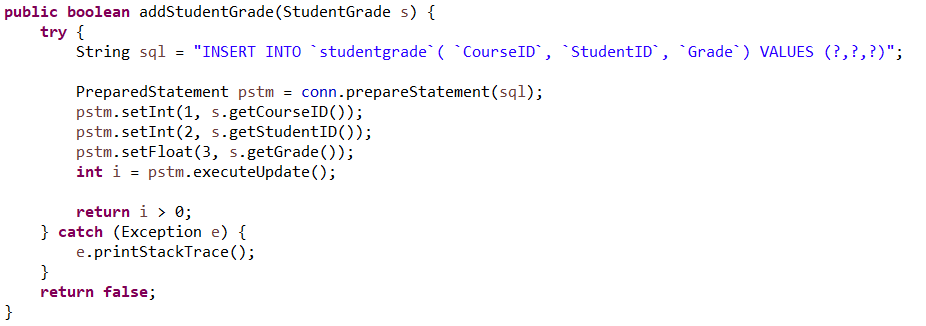 public boolean addStudentGrade(StudentGrade s) {
    try {
        String sql = "INSERT INTO `studentgrade`( `CourseID`, `StudentID`, `Grade`) VALUES (?,?,?)";

        PreparedStatement pstm = conn.prepareStatement(sql);
        pstm.setInt(1, s.getCourseID());
        pstm.setInt(2, s.getStudentID());
        pstm.setFloat(3, s.getGrade());
        int i = pstm.executeUpdate();

        return i > 0;
    } catch (Exception e) {
        e.printStackTrace();
    }
    return false;
}